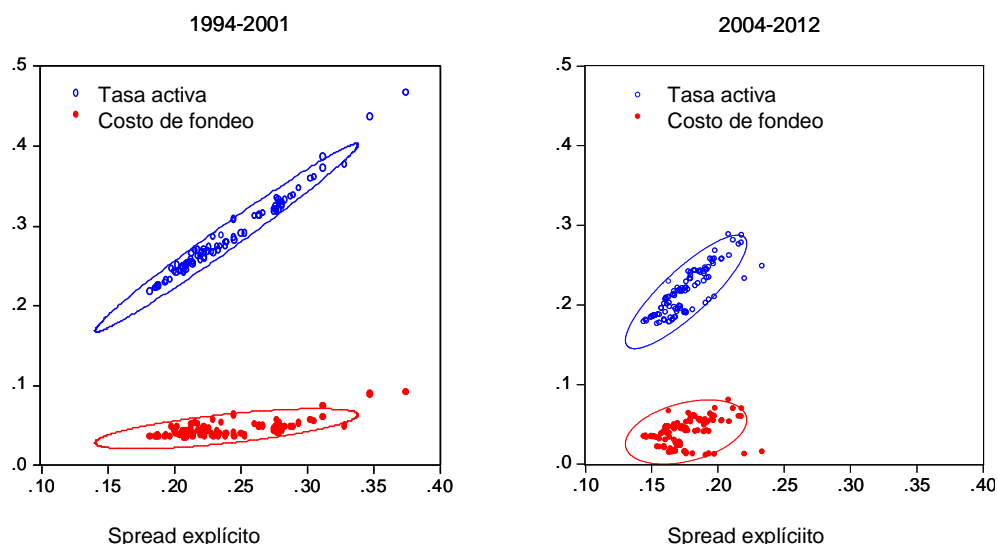 1994-2001
.5
.4
.3
.2
.1
.0
.10 .15 .20 .25 .30 .35 .40
Tasa activa
Costo de fondeo
Spread explícito
2004-2012
.5
.4
.3
.2
.1
.0
.10 .15 .20 .25 .30 .35 .40
Tasa activa
Costo de fondeo
Spread explíciito